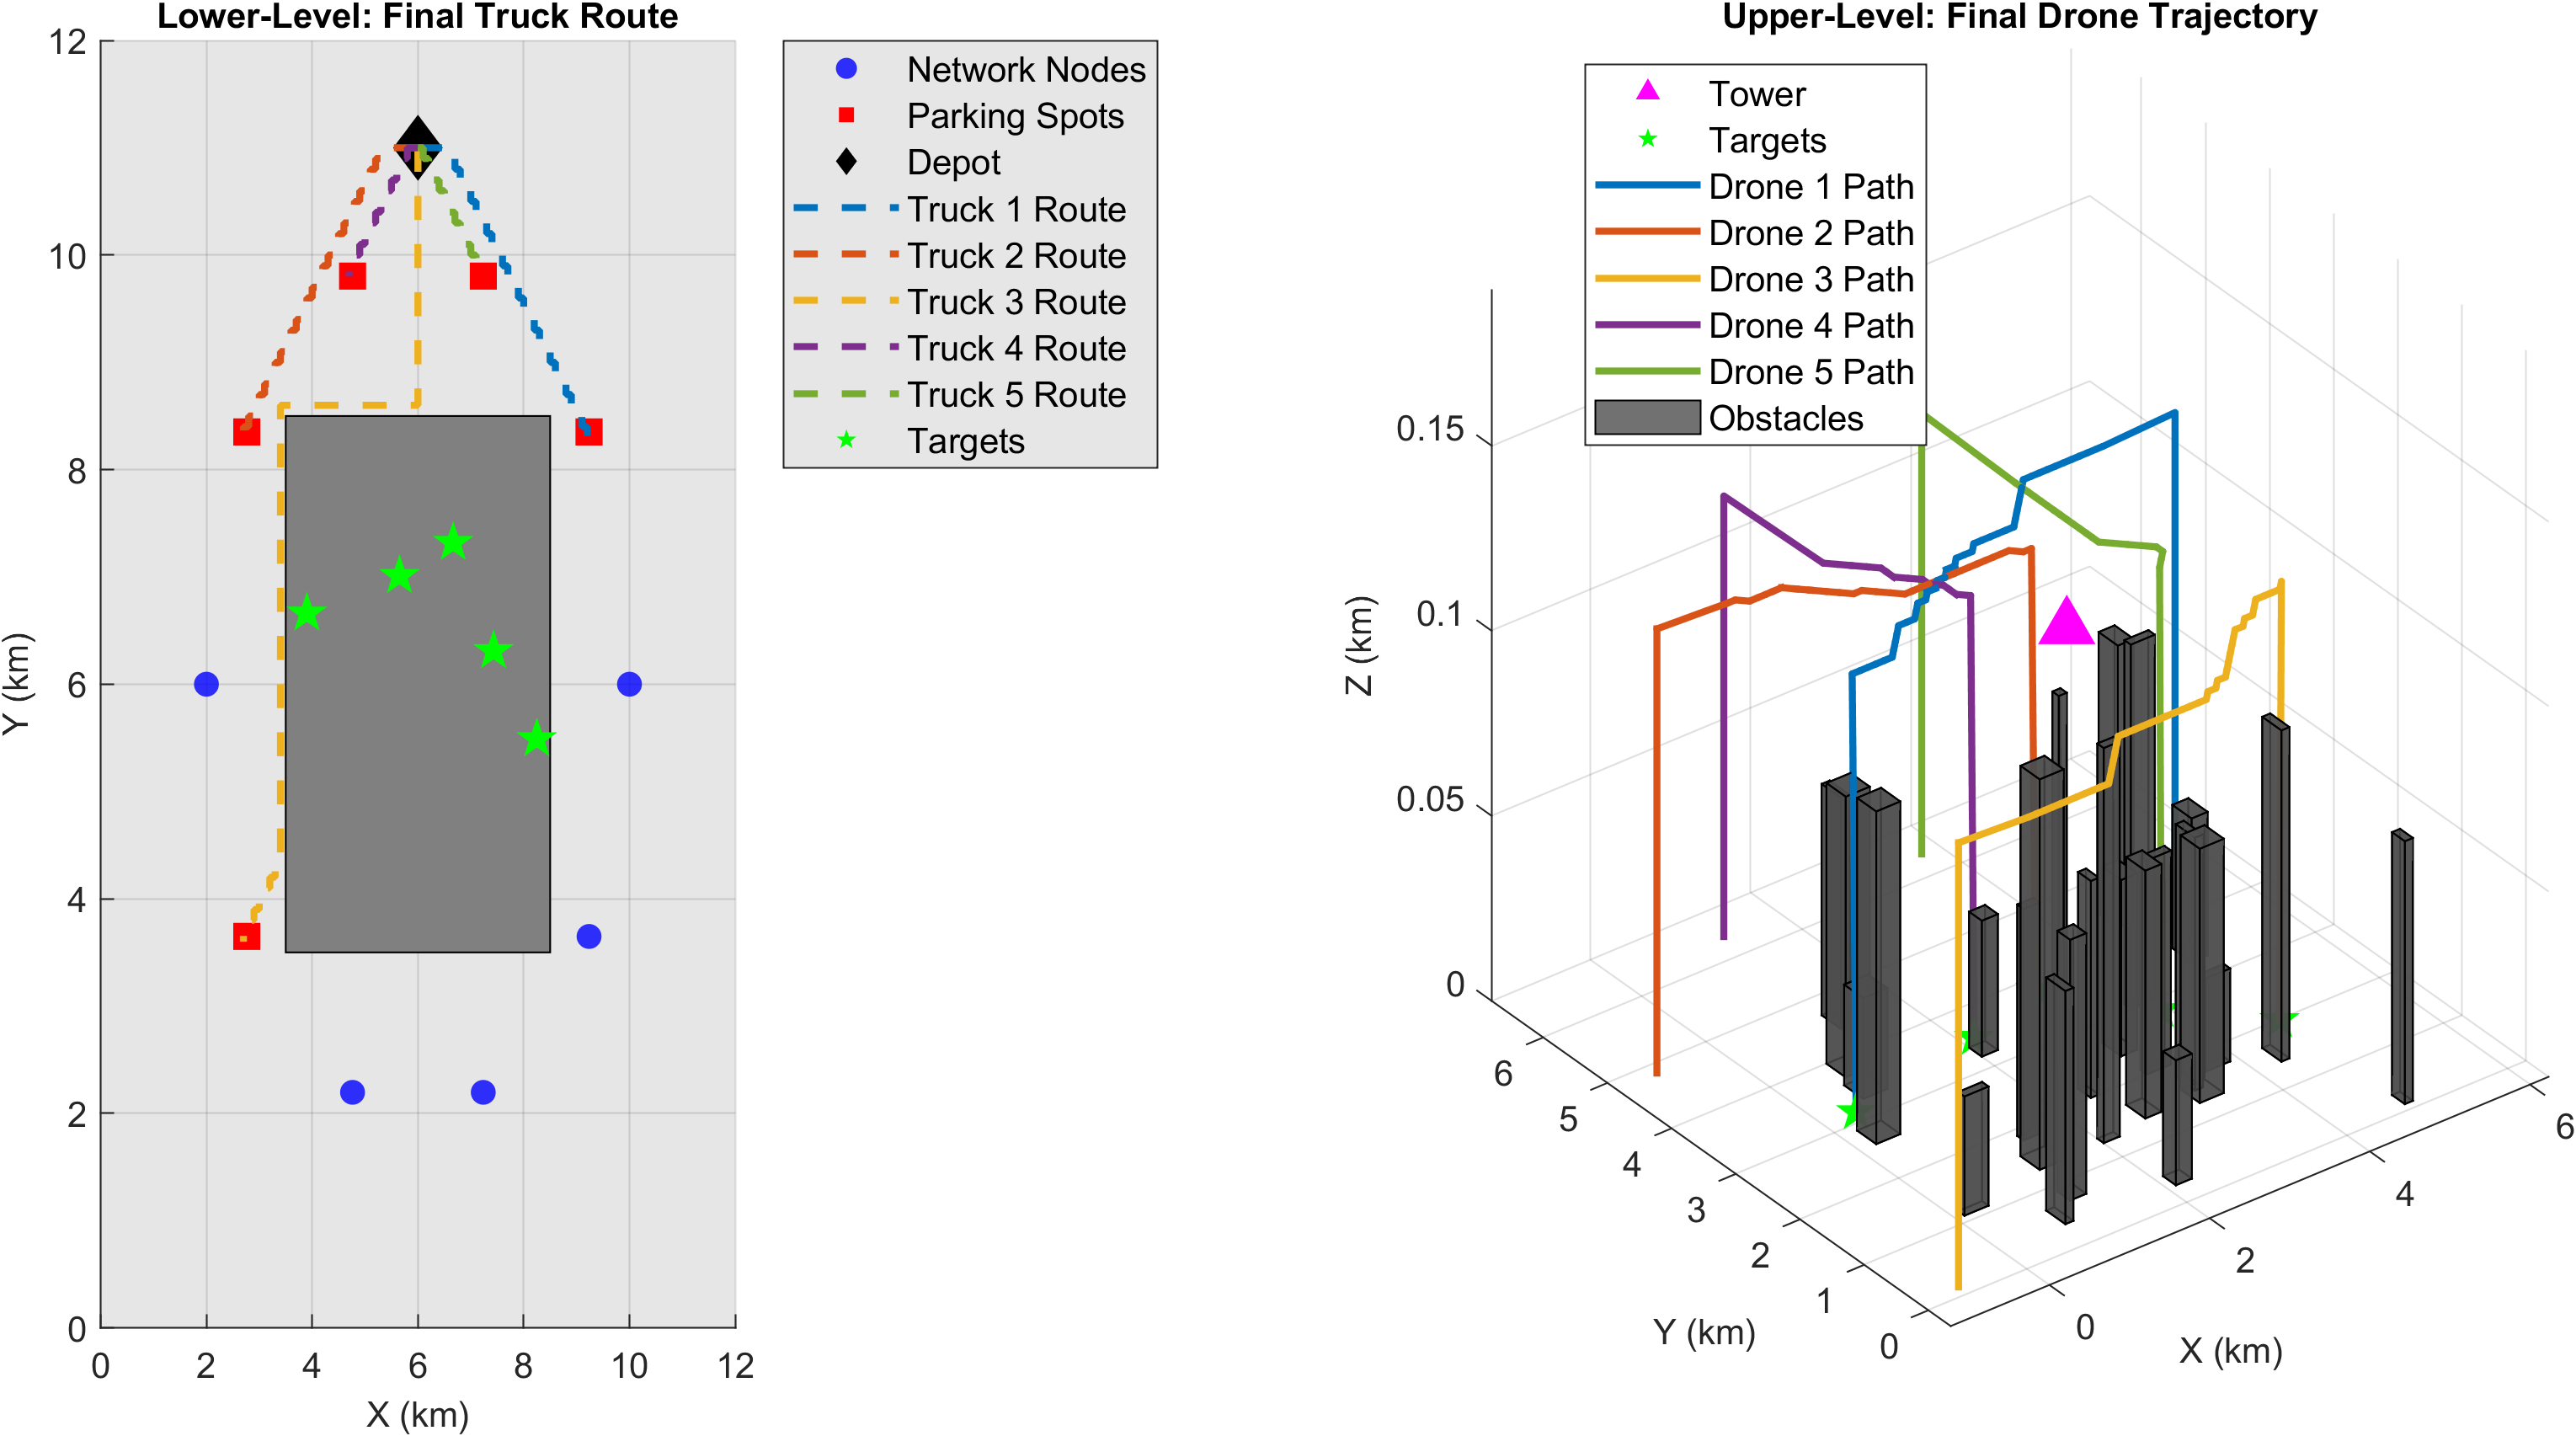 Lower-Level: Final Truck Route
12
10
8
6
4
2
0
0 2 4 6 8 10 12
X (km)
Y (km)
Network Nodes
Parking Spots
Depot
Truck 1 Route
Truck 2 Route
Truck 3 Route
Truck 4 Route
Truck 5 Route
Targets
Upper-Level: Final Drone Trajectory
Tower
Targets
Drone 1 Path
Drone 2 Path
Drone 3 Path
Drone 4 Path
Drone 5 Path
Obstacles
0.15
0.1
0.05
0
Z (km)
6
5
4
3
2
1
0
Y (km)
0
2
4
6
X (km)